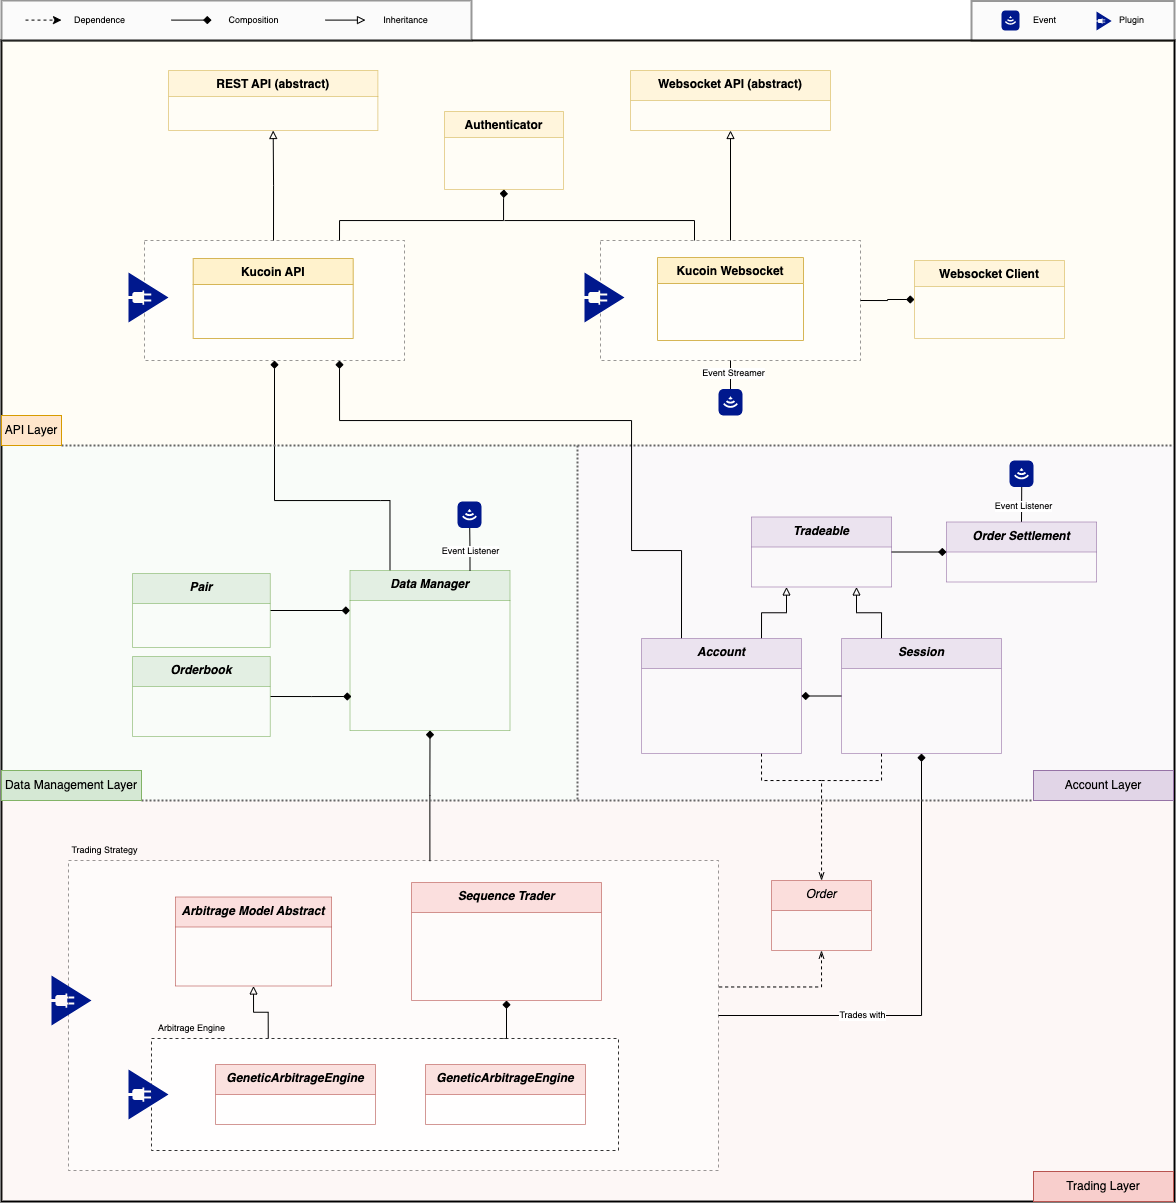 Dependence
Composition
Inheritance
Event
Plugin
REST API (abstract)
Websocket API (abstract)
Authenticator
Kucoin API
Kucoin Websocket
Websocket Client
Event Streamer
API Layer
Event Listener
Tradeable
Order Settlement
Event Listener
Pair
Data Manager
Orderbook
Account
Session
Data Management Layer
Account Layer
Trading Strategy
Arbitrage Model Abstract
Sequence Trader
Order
Trades with
Arbitrage Engine
GeneticArbitrageEngine
GeneticArbitrageEngine
Trading Layer